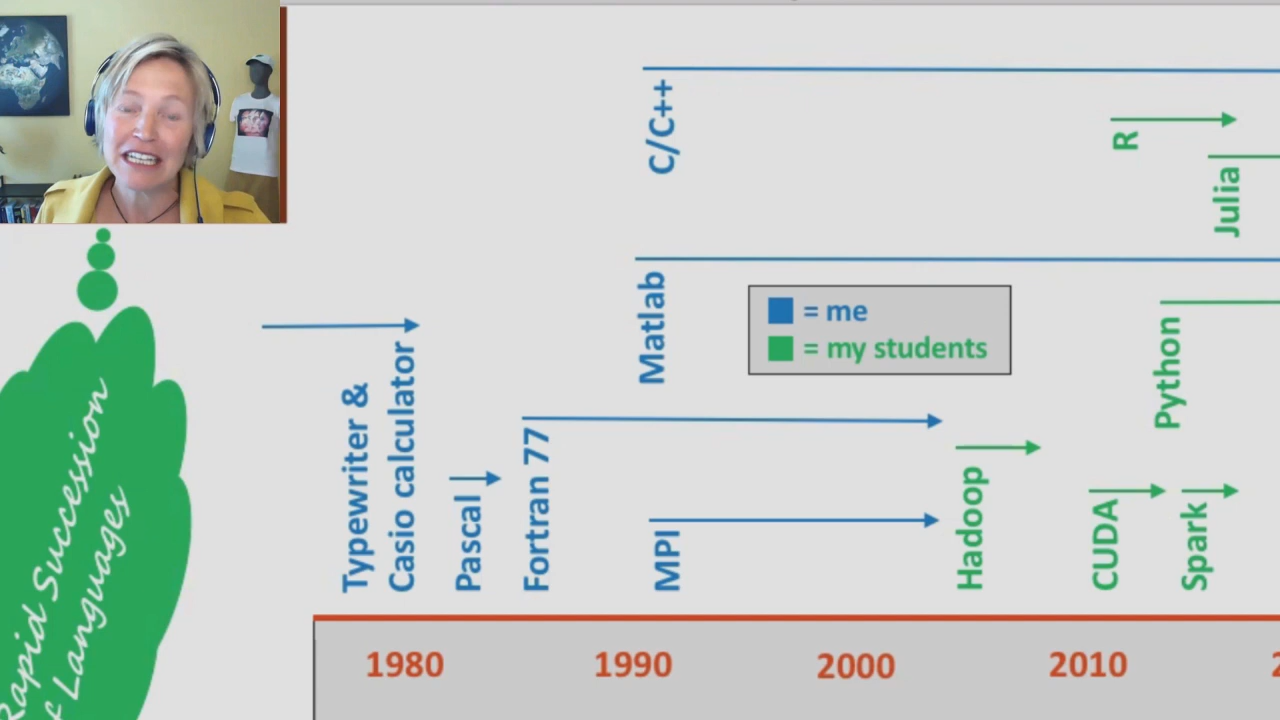 C/C++
R
Julia
Matlab
= me
= my students
Python
Typewriter &
Casio calculator
Pascal
Fortran 77
MPI
Hadoop
CUDA
Spark
Rapid Succession
f Languages
1980
1990
2000
2010
2